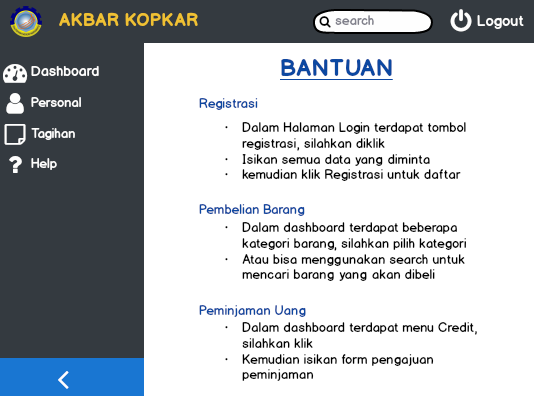 AKBAR KOPKAR
search
Logout
Dashboard
Personal
Tagihan
Help
BANTUAN
Registrasi
· Dalam Halaman Login terdapat tombol
registrasi, silahkan diklik
· Isikan semua data yang diminta
· kemudian klik Registrasi untuk daftar
Pembelian Barang
· Dalam dashboard terdapat beberapa
kategori barang, silahkan pilih kategori
· Atau bisa menggunakan search untuk
mencari barang yang akan dibeli
Peminjaman Uang
· Dalam dashboard terdapat menu Credit,
silahkan klik
· Kemudian isikan form pengajuan
peminjaman